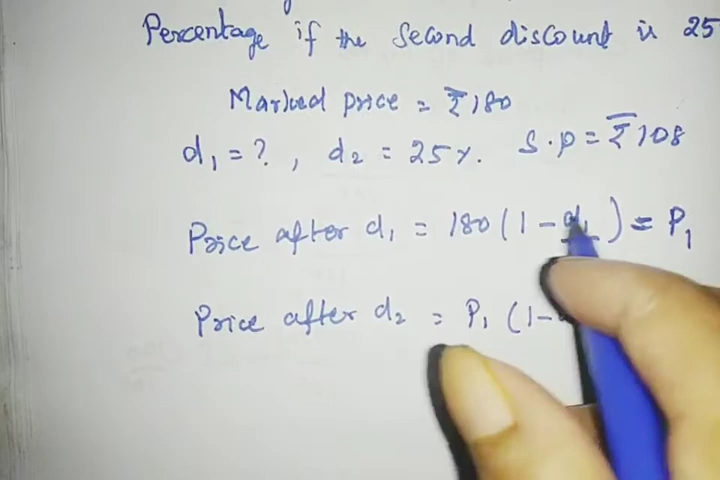 Percentage if the second discount is 25
Marked price = ₹180
d₁ = ?, d₂ = 25%. S.P = ₹108
Price after d₁ = 180 (1 - d₁ ) = P₁
Price after d₂ = P₁ (1 -